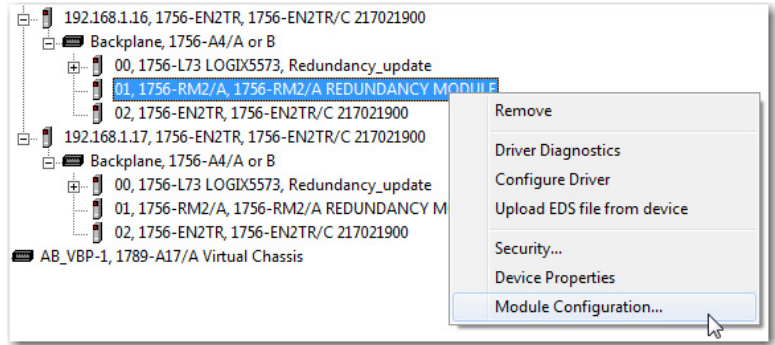 192.168.1.16, 1756-EN2TR, 1756-EN2TR/C 217021900
Backplane, 1756-A4/A or B
00, 1756-L73 LOGIX5573, Redundancy_update
01, 1756-RM2/A, 1756-RM2/A REDUNDANCY MODULE
02, 1756-EN2TR, 1756-EN2TR/C 217021900
192.168.1.17, 1756-EN2TR, 1756-EN2TR/C 217021900
Backplane, 1756-A4/A or B
00, 1756-L73 LOGIX5573, Redundancy_update
01, 1756-RM2/A, 1756-RM2/A REDUNDANCY M
02, 1756-EN2TR, 1756-EN2TR/C 217021900
AB_VBP-1, 1789-A17/A Virtual Chassis
Remove
Driver Diagnostics
Configure Driver
Upload EDS file from device
Security...
Device Properties
Module Configuration...